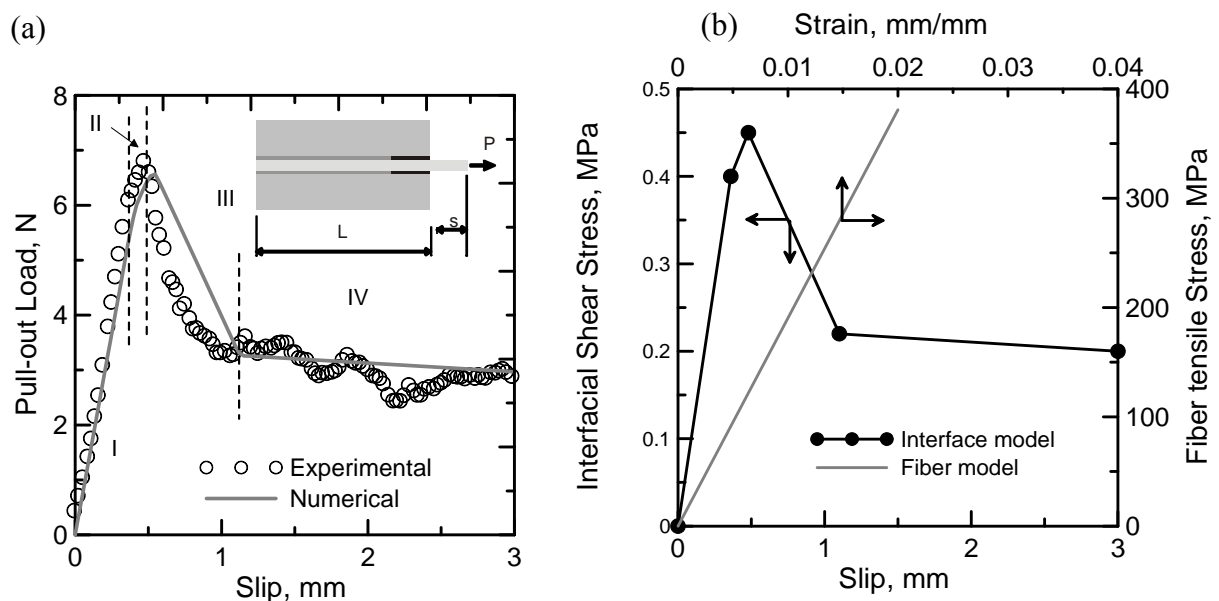 (a)
8
6
4
2
0
Pull-out Load, N
0
1
2
3
Slip, mm
I
II
III
IV
P
L
s
Experimental
Numerical
(b)
Strain, mm/mm
0
0.01
0.02
0.03
0.04
0.5
0.4
0.3
0.2
0.1
0
Interfacial Shear Stress, MPa
400
300
200
100
0
Fiber tensile Stress, MPa
Interface model
Fiber model
0
1
2
3
Slip, mm